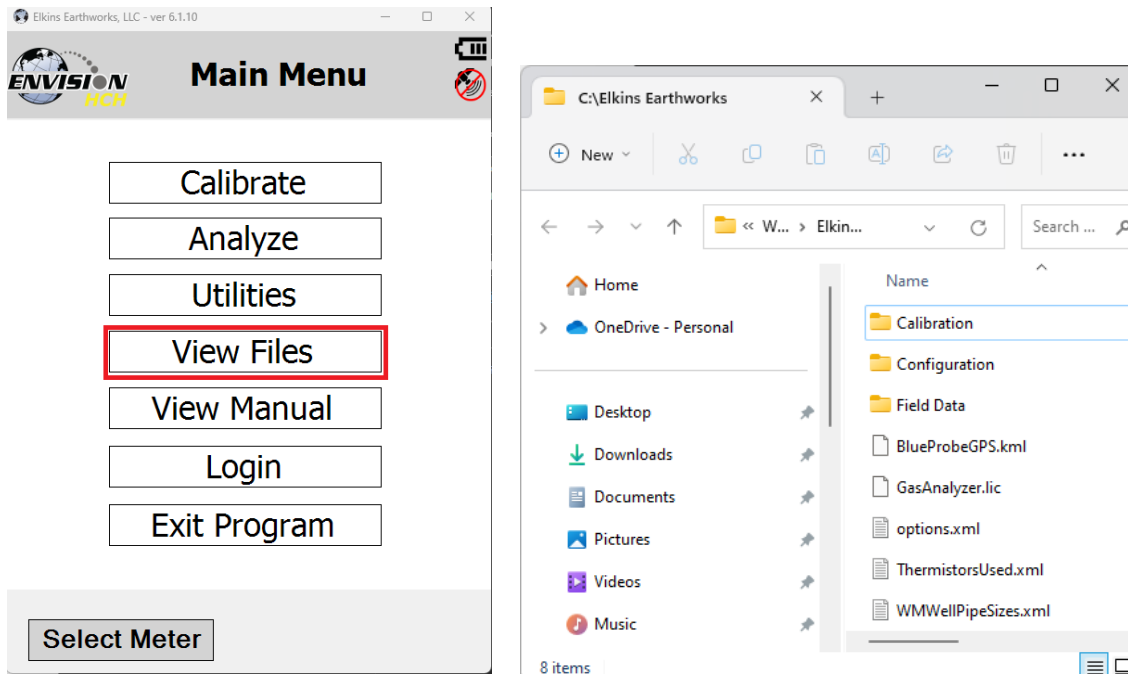 Elkins Earthworks, LLC - ver 6.1.10
ENVISION
HCH
Main Menu
Calibrate
Analyze
Utilities
View Files
View Manual
Login
Exit Program
Select Meter
C:\Elkins Earthworks
New
« W... › Elkin...
Search ...
Home
OneDrive - Personal
Desktop
Downloads
Documents
Pictures
Videos
Music
Name
Calibration
Configuration
Field Data
BlueProbeGPS.kml
GasAnalyzer.lic
options.xml
ThermistorsUsed.xml
WMWellPipeSizes.xml
8 items